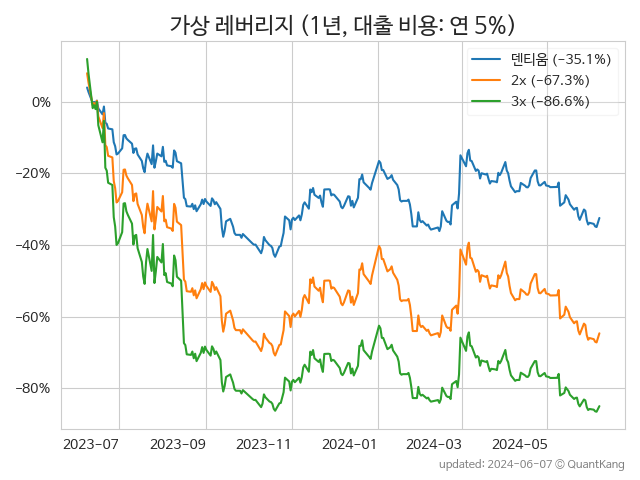 가상 레버리지 (1년, 대출 비용: 연 5%)
덴티움 (−35.1%)
2x (−67.3%)
3x (−86.6%)
0%
−20%
−40%
−60%
−80%
2023-07 2023-09 2023-11 2024-01 2024-03 2024-05
updated: 2024-06-07 © QuantKang